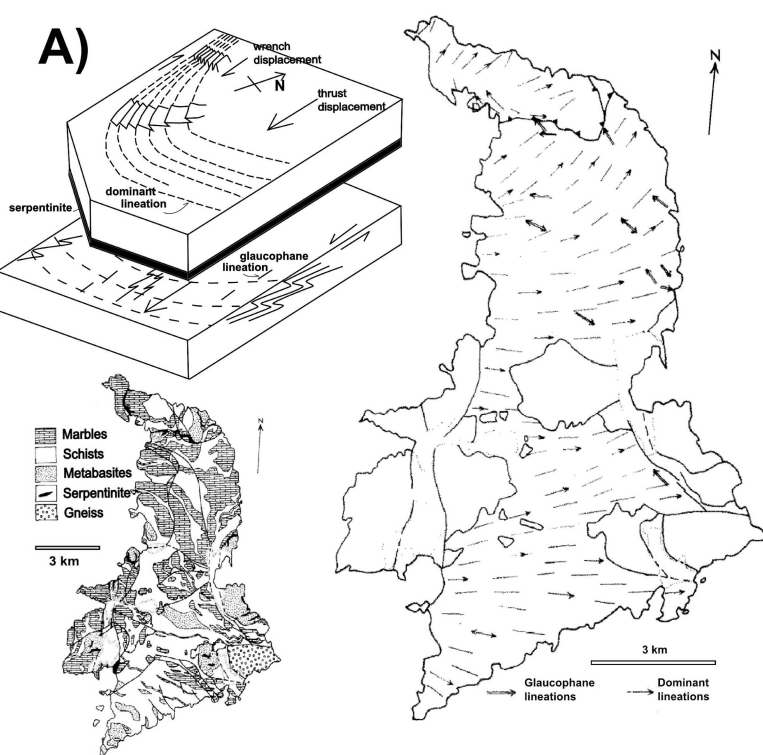 A)
wrench
displacement
N
thrust
displacement
dominant
lineation
serpentinite
glaucophane
lineation
N
Marbles
Schists
Metabasites
Serpentinite
Gneiss
3 km
N
3 km
Glaucophane
lineations
Dominant
lineations